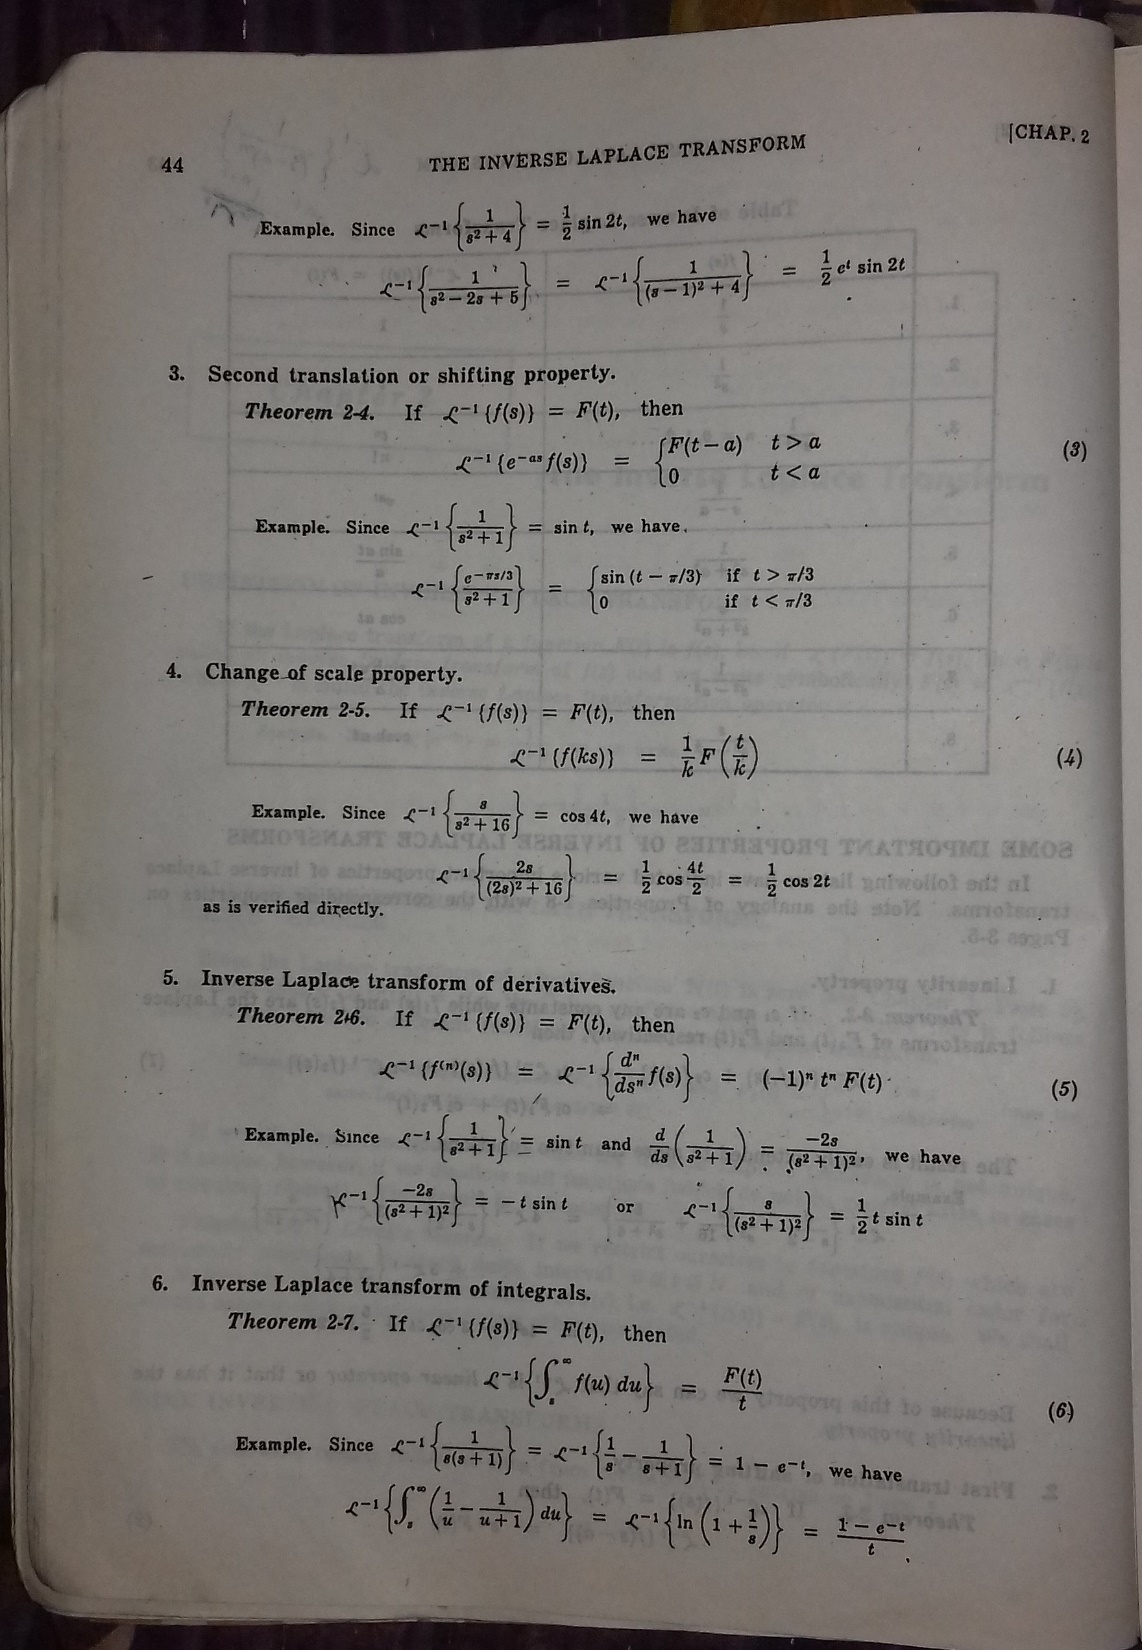 44 THE INVERSE LAPLACE TRANSFORM [CHAP. 2
Example. Since ℒ⁻¹{1/(s² + 4)} = 1/2 sin 2t, we have
ℒ⁻¹{1/(s² − 2s + 5)} = ℒ⁻¹{1/((s − 1)² + 4)} = 1/2 eᵗ sin 2t
3. Second translation or shifting property.
Theorem 2-4. If ℒ⁻¹{f(s)} = F(t), then
ℒ⁻¹{e^(−as) f(s)} = {F(t − a) t > a
0 t < a (3)
Example. Since ℒ⁻¹{1/(s² + 1)} = sin t, we have
ℒ⁻¹{e^(−πs/3)/(s² + 1)} = {sin (t − π/3) if t > π/3
0 if t < π/3
4. Change of scale property.
Theorem 2-5. If ℒ⁻¹{f(s)} = F(t), then
ℒ⁻¹{f(ks)} = 1/k F(t/k) (4)
Example. Since ℒ⁻¹{s/(s² + 16)} = cos 4t, we have
ℒ⁻¹{2s/((2s)² + 16)} = 1/2 cos 4t/2 = 1/2 cos 2t
as is verified directly.
5. Inverse Laplace transform of derivatives.
Theorem 2-6. If ℒ⁻¹{f(s)} = F(t), then
ℒ⁻¹{f⁽ⁿ⁾(s)} = ℒ⁻¹{dⁿ/dsⁿ f(s)} = (−1)ⁿ tⁿ F(t) (5)
Example. Since ℒ⁻¹{1/(s² + 1)} = sin t and d/ds (1/(s² + 1)) = −2s/(s² + 1)², we have
ℒ⁻¹{−2s/(s² + 1)²} = −t sin t or ℒ⁻¹{s/(s² + 1)²} = 1/2 t sin t
6. Inverse Laplace transform of integrals.
Theorem 2-7. If ℒ⁻¹{f(s)} = F(t), then
ℒ⁻¹{∫ₛ^∞ f(u) du} = F(t)/t (6)
Example. Since ℒ⁻¹{1/(s(s + 1))} = ℒ⁻¹{1/s − 1/(s + 1)} = 1 − e⁻ᵗ, we have
ℒ⁻¹{∫ₛ^∞ (1/u − 1/(u + 1)) du} = ℒ⁻¹{ln (1 + 1/s)} = (1 − e⁻ᵗ)/t